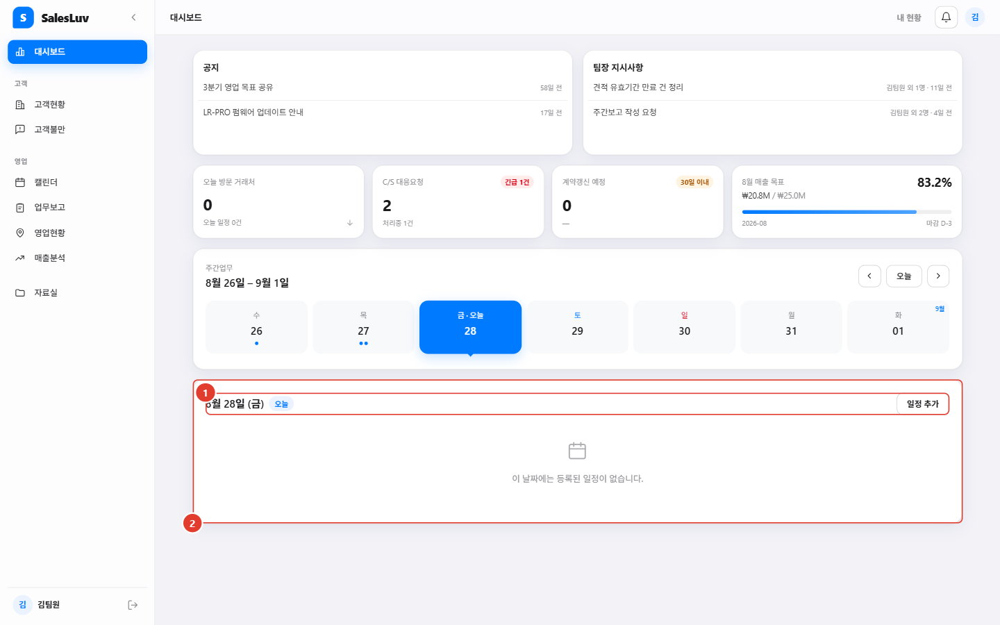 S SalesLuv
대시보드
고객
고객현황
고객불만
영업
캘린더
업무보고
영업현황
매출분석
자료실
김 김팀원
대시보드
내 현황
김
공지
3분기 영업 목표 공유 58일 전
LR-PRO 펌웨어 업데이트 안내 17일 전
팀장 지시사항
견적 유효기간 만료 건 정리 김팀원 외 1명 · 11일 전
주간보고 작성 요청 김팀원 외 2명 · 4일 전
오늘 방문 거래처
0
오늘 일정 0건
C/S 대응요청 긴급 1건
2
처리중 1건
계약갱신 예정 30일 이내
0
—
8월 매출 목표 83.2%
₩20.8M / ₩25.0M
2026-08 마감 D-3
주간업무
8월 26일 – 9월 1일
오늘
수
26
목
27
금 · 오늘
28
토
29
일
30
월
31
9월
화
01
1
8월 28일 (금) 오늘 일정 추가
이 날짜에는 등록된 일정이 없습니다.
2